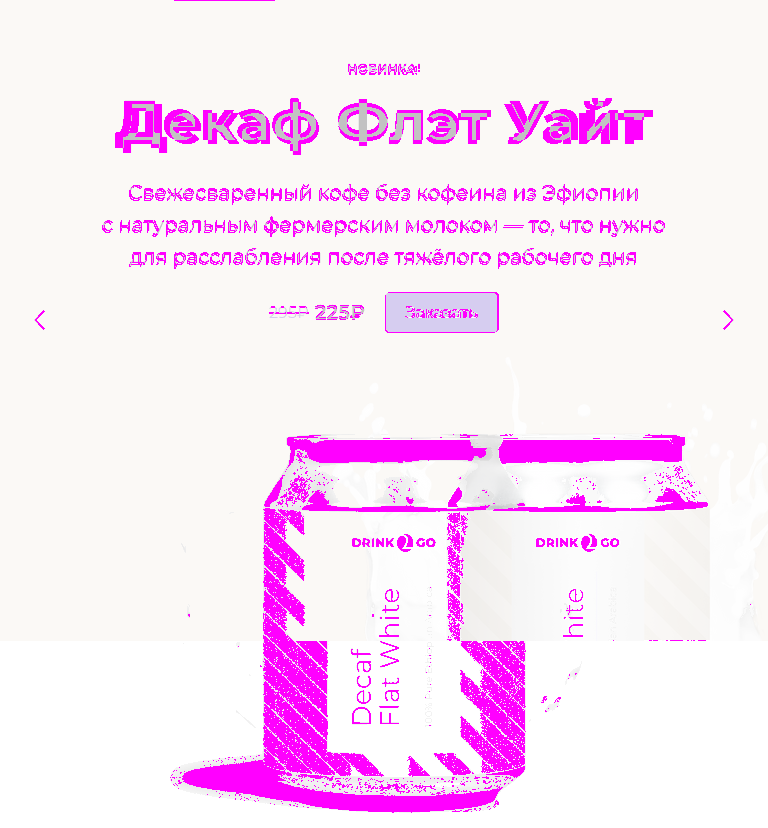 НОВИНКА!
Декаф Флэт Уайт
Свежесваренный кофе без кофеина из Эфиопии
с натуральным фермерским молоком — то, что нужно
для расслабления после тяжёлого рабочего дня
225₽
Заказать
DRINK 2 GO
DRINK 2 GO
Decaf
Flat White
hite